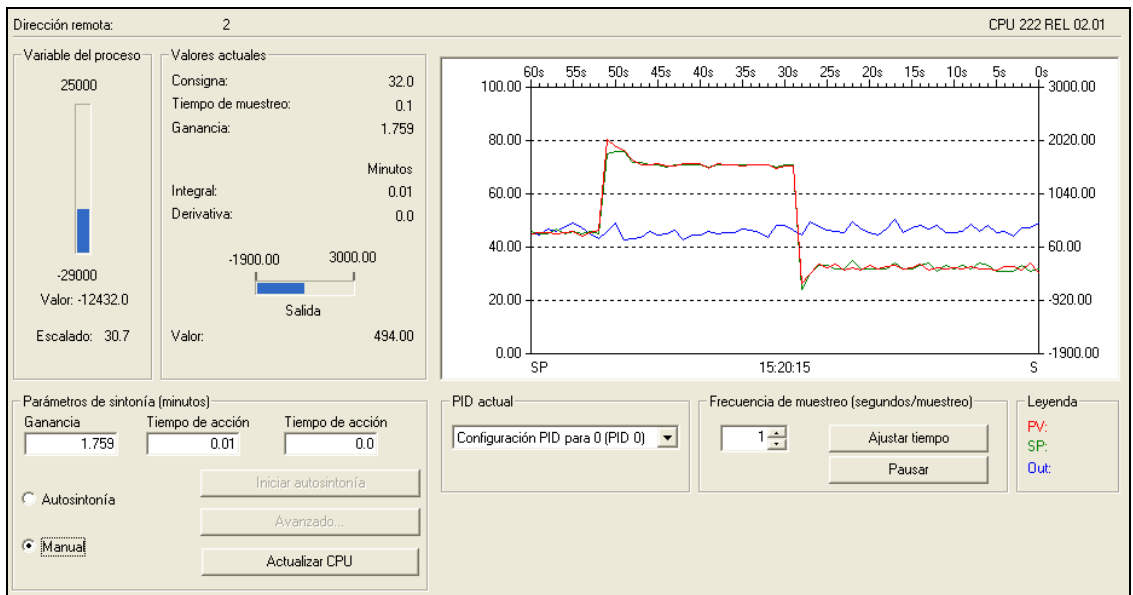 Dirección remota: 2 CPU 222 REL 02.01
Variable del proceso
25000
-29000
Valor: -12432.0
Escalado: 30.7
Valores actuales
Consigna: 32.0
Tiempo de muestreo: 0.1
Ganancia: 1.759
Minutos
Integral: 0.01
Derivativa: 0.0
-1900.00 3000.00
Salida
Valor: 494.00
60s 55s 50s 45s 40s 35s 30s 25s 20s 15s 10s 5s 0s
100.00 3000.00
80.00 2020.00
60.00 1040.00
40.00 60.00
20.00 -920.00
0.00 -1900.00
SP 15:20:15 S
Parámetros de sintonía (minutos)
Ganancia Tiempo de acción Tiempo de acción
1.759 0.01 0.0
Autosintonía
Iniciar autosintonía
Avanzado...
Manual
Actualizar CPU
PID actual
Configuración PID para 0 (PID 0)
Frecuencia de muestreo (segundos/muestreo)
1 Ajustar tiempo
Pausar
Leyenda
PV:
SP:
Out: